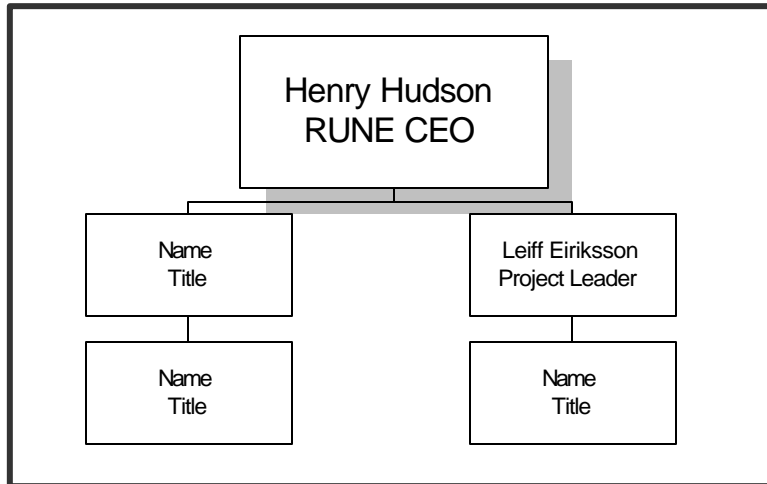 Henry Hudson
RUNE CEO
Name
Title
Leiff Eiriksson
Project Leader
Name
Title
Name
Title